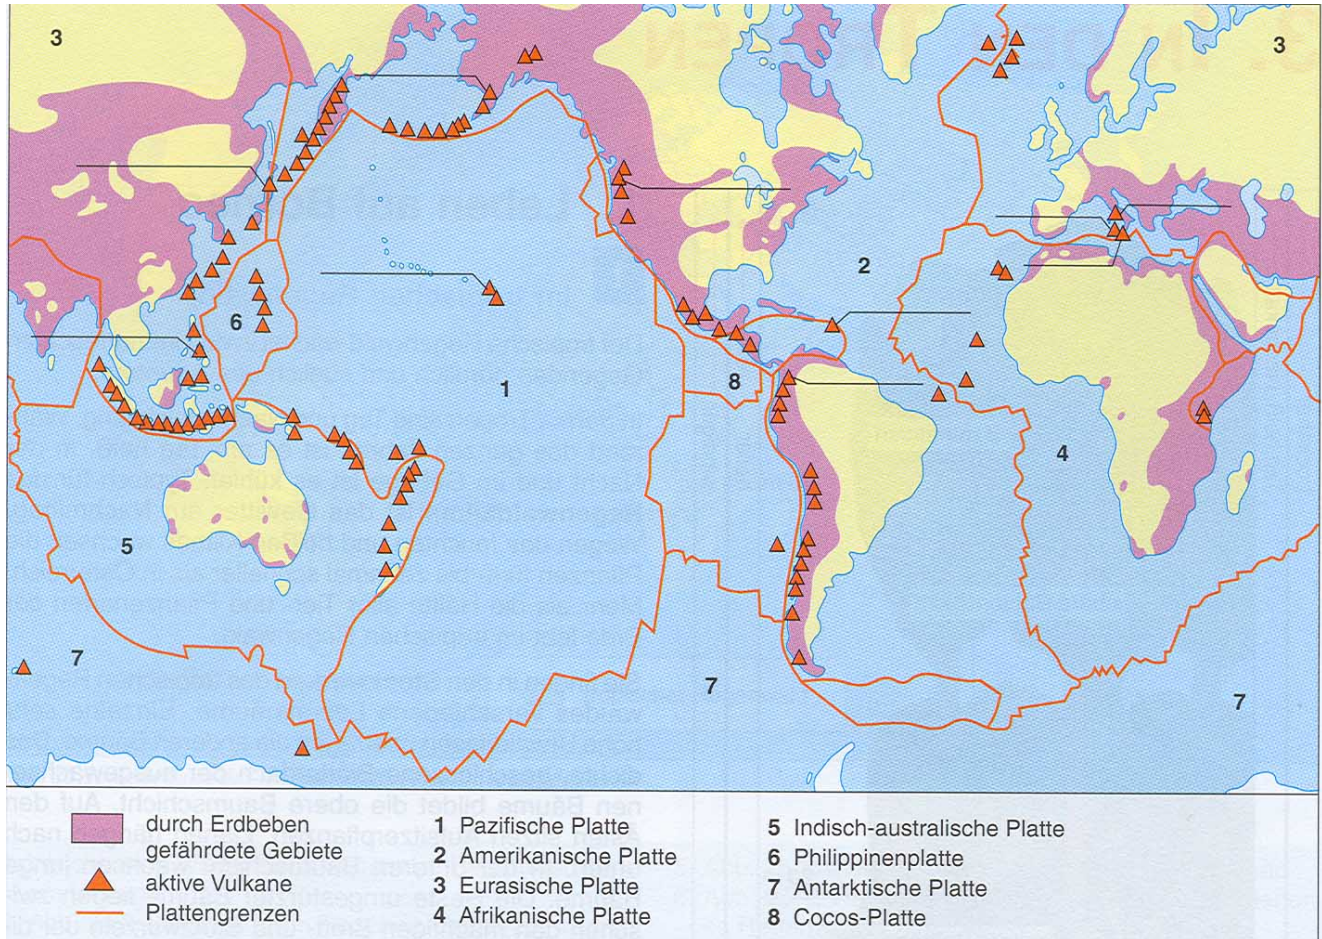 3
3
2
6
1
8
4
5
7
7
7
durch Erdbeben
gefährdete Gebiete
aktive Vulkane
Plattengrenzen
1 Pazifische Platte
2 Amerikanische Platte
3 Eurasische Platte
4 Afrikanische Platte
5 Indisch-australische Platte
6 Philippinenplatte
7 Antarktische Platte
8 Cocos-Platte